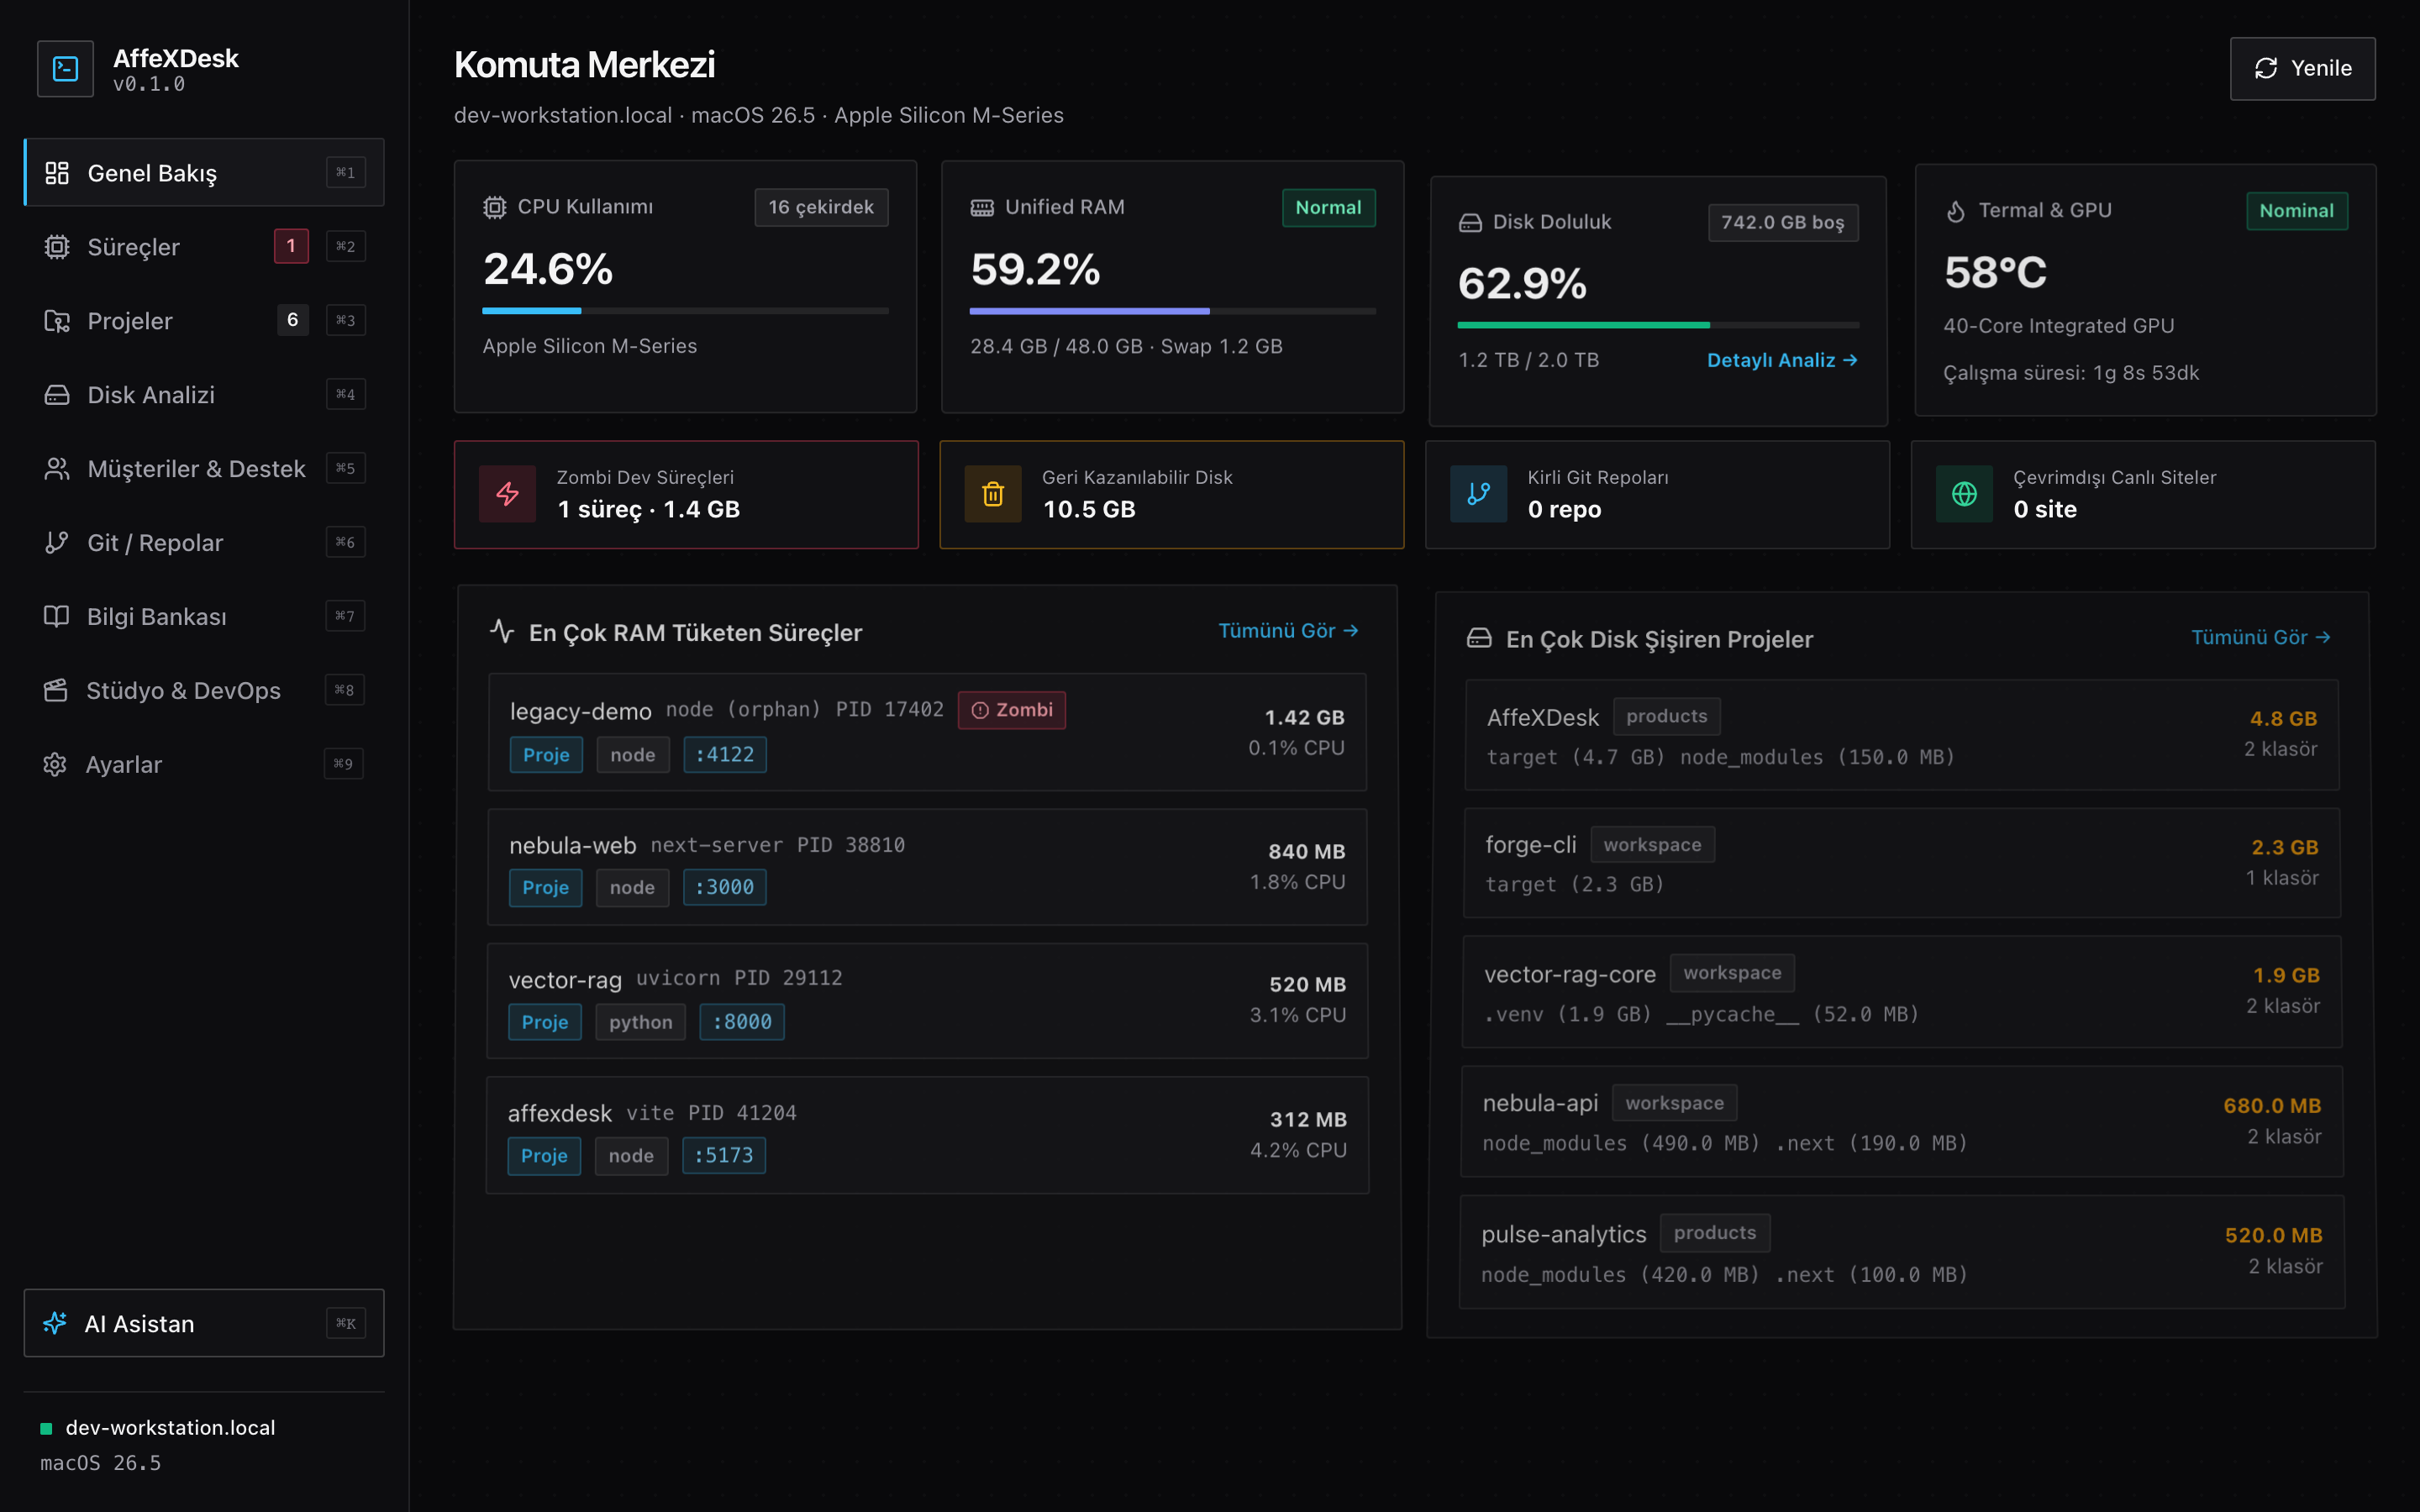 AffeXDesk
v0.1.0
Genel Bakış ⌘1
Süreçler 1 ⌘2
Projeler 6 ⌘3
Disk Analizi ⌘4
Müşteriler & Destek ⌘5
Git / Repolar ⌘6
Bilgi Bankası ⌘7
Stüdyo & DevOps ⌘8
Ayarlar ⌘9
AI Asistan ⌘K
dev-workstation.local
macOS 26.5
Komuta Merkezi
dev-workstation.local · macOS 26.5 · Apple Silicon M-Series
Yenile
CPU Kullanımı 16 çekirdek
24.6%
Apple Silicon M-Series
Unified RAM Normal
59.2%
28.4 GB / 48.0 GB · Swap 1.2 GB
Disk Doluluk 742.0 GB boş
62.9%
1.2 TB / 2.0 TB Detaylı Analiz →
Termal & GPU Nominal
58°C
40-Core Integrated GPU
Çalışma süresi: 1g 8s 53dk
Zombi Dev Süreçleri
1 süreç · 1.4 GB
Geri Kazanılabilir Disk
10.5 GB
Kirli Git Repoları
0 repo
Çevrimdışı Canlı Siteler
0 site
En Çok RAM Tüketen Süreçler Tümünü Gör →
legacy-demo node (orphan) PID 17402 Zombi 1.42 GB
Proje node :4122 0.1% CPU
nebula-web next-server PID 38810 840 MB
Proje node :3000 1.8% CPU
vector-rag uvicorn PID 29112 520 MB
Proje python :8000 3.1% CPU
affexdesk vite PID 41204 312 MB
Proje node :5173 4.2% CPU
En Çok Disk Şişiren Projeler Tümünü Gör →
AffeXDesk products 4.8 GB
target (4.7 GB) node_modules (150.0 MB) 2 klasör
forge-cli workspace 2.3 GB
target (2.3 GB) 1 klasör
vector-rag-core workspace 1.9 GB
.venv (1.9 GB) __pycache__ (52.0 MB) 2 klasör
nebula-api workspace 680.0 MB
node_modules (490.0 MB) .next (190.0 MB) 2 klasör
pulse-analytics products 520.0 MB
node_modules (420.0 MB) .next (100.0 MB) 2 klasör